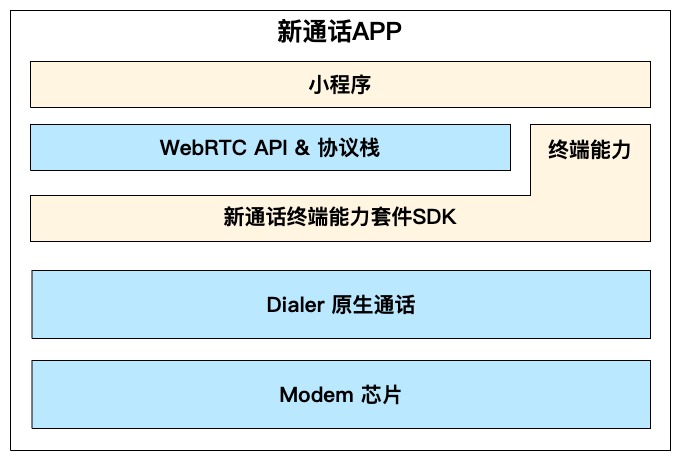 新通话APP
小程序
WebRTC API & 协议栈
终端能力
新通话终端能力套件SDK
Dialer 原生通话
Modem 芯片